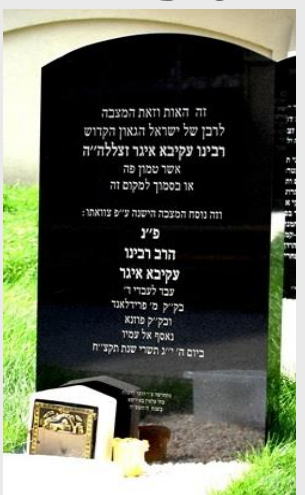 זה האות וזאת המצבה
לרבן של ישראל הגאון הקדוש
רבינו עקיבא איגר זצללה״ה
אשר טמון פה
או בסמוך למקום זה
וזה נוסח המצבה הישנה ע״פ צוואתו:
פ״נ
הרב רבינו
עקיבא איגר
עבד לעבדי ד׳
בק״ק מ׳ פרידלאנד
ובק״ק פוזנא
נאסף אל עמיו
ביום ה׳ י״ג תשרי שנת תקצ״ח